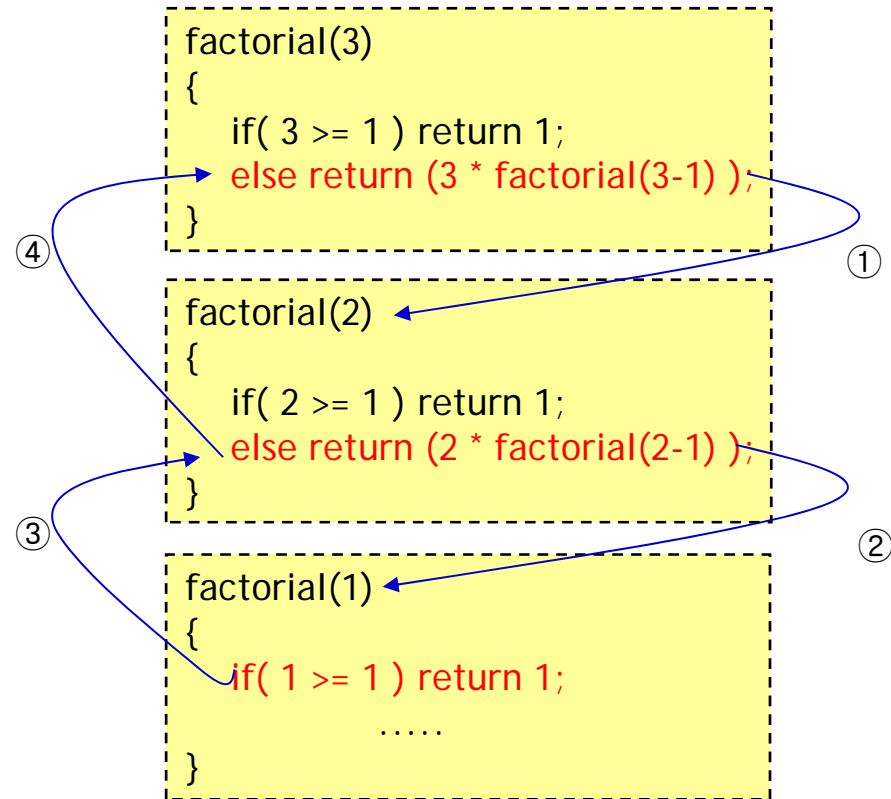 factorial(3)
{
if( 3 >= 1 ) return 1;
else return (3 * factorial(3-1) );
}
④
①
factorial(2)
{
if( 2 >= 1 ) return 1;
else return (2 * factorial(2-1) );
}
③
②
factorial(1)
{
if( 1 >= 1 ) return 1;
.....
}